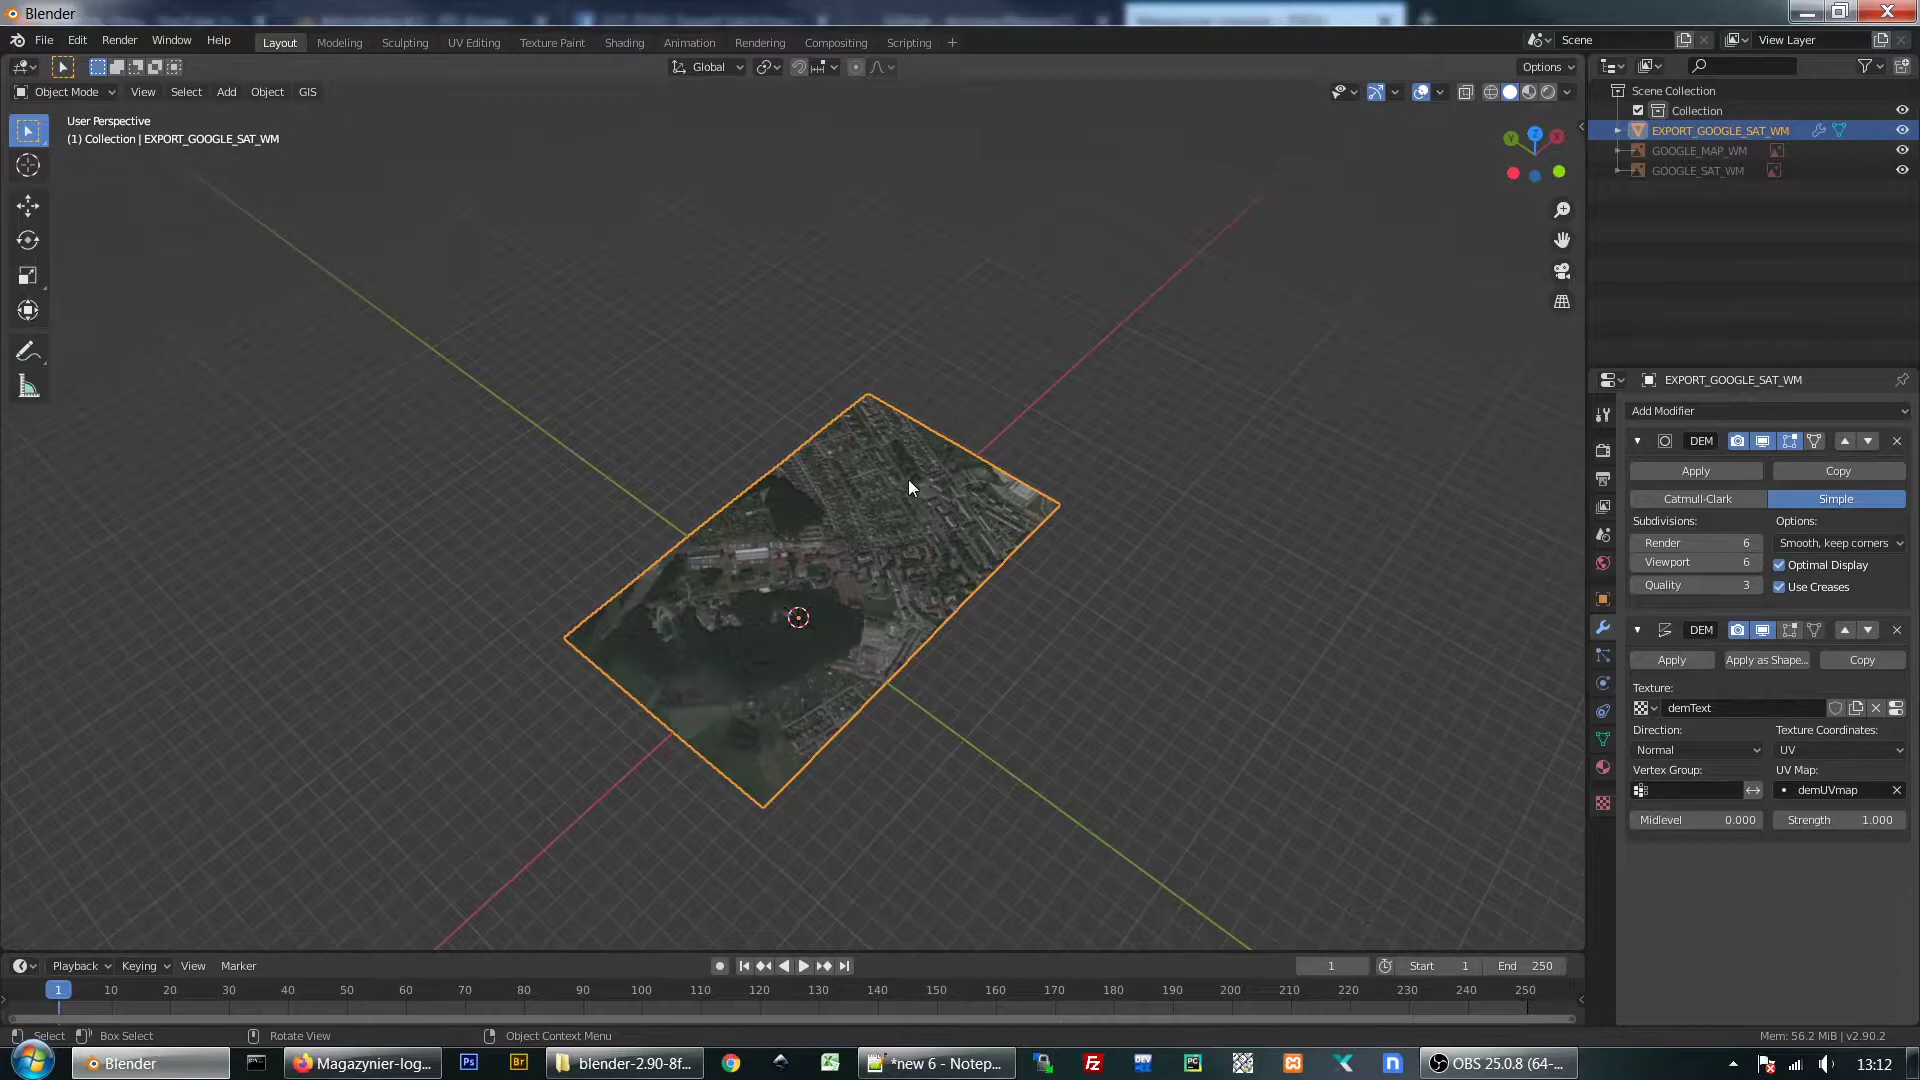 Blender
File Edit Render Window Help
Layout Modeling Sculpting UV Editing Texture Paint Shading Animation Rendering Compositing Scripting +
Scene
View Layer
Global
Options
Object Mode View Select Add Object GIS
User Perspective
(1) Collection | EXPORT_GOOGLE_SAT_WM
Z
Y
X
Scene Collection
Collection
EXPORT_GOOGLE_SAT_WM
GOOGLE_MAP_WM
GOOGLE_SAT_WM
EXPORT_GOOGLE_SAT_WM
Add Modifier
DEM
Apply Copy
Catmull-Clark Simple
Subdivisions: Options:
Render 6 Smooth, keep corners
Viewport 6 Optimal Display
Quality 3 Use Creases
DEM
Apply Apply as Shape... Copy
Texture:
demText
Direction: Texture Coordinates:
Normal UV
Vertex Group: UV Map:
demUVmap
Midlevel 0.000 Strength 1.000
Playback Keying View Marker
1 Start 1 End 250
1 10 20 30 40 50 60 70 80 90 100 110 120 130 140 150 160 170 180 190 200 210 220 230 240 250
Select Box Select Rotate View Object Context Menu
Mem: 56.2 MiB | v2.90.2
Blender Magazynier-log... Ps Br blender-2.90-8f... *new 6 - Notep... Fz DEV PC X n OBS 25.0.8 (64-... 13:12